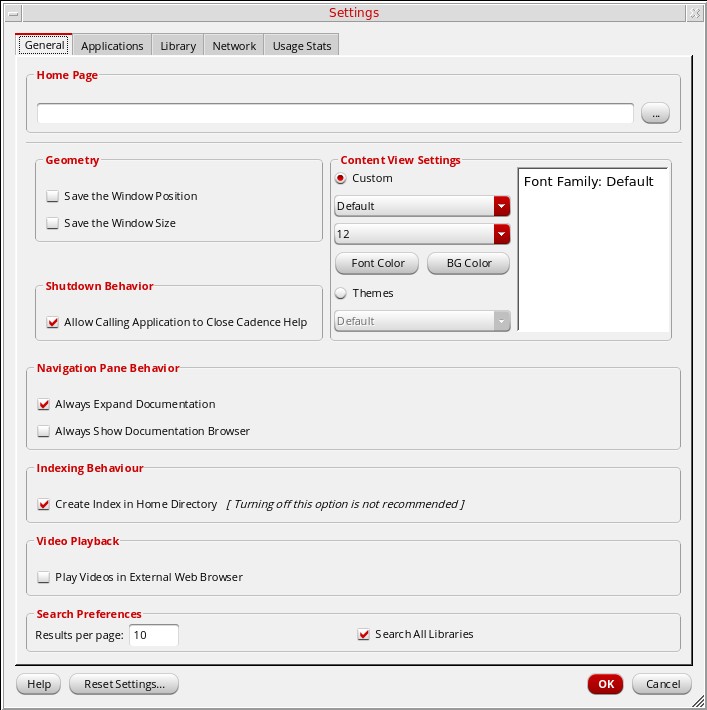 Settings
General
Applications
Library
Network
Usage Stats
Home Page
...
Geometry
Save the Window Position
Save the Window Size
Shutdown Behavior
Allow Calling Application to Close Cadence Help
Content View Settings
Custom
Default
12
Font Color
BG Color
Themes
Default
Font Family: Default
Navigation Pane Behavior
Always Expand Documentation
Always Show Documentation Browser
Indexing Behaviour
Create Index in Home Directory [ Turning off this option is not recommended ]
Video Playback
Play Videos in External Web Browser
Search Preferences
Results per page: 10
Search All Libraries
Help
Reset Settings...
OK
Cancel